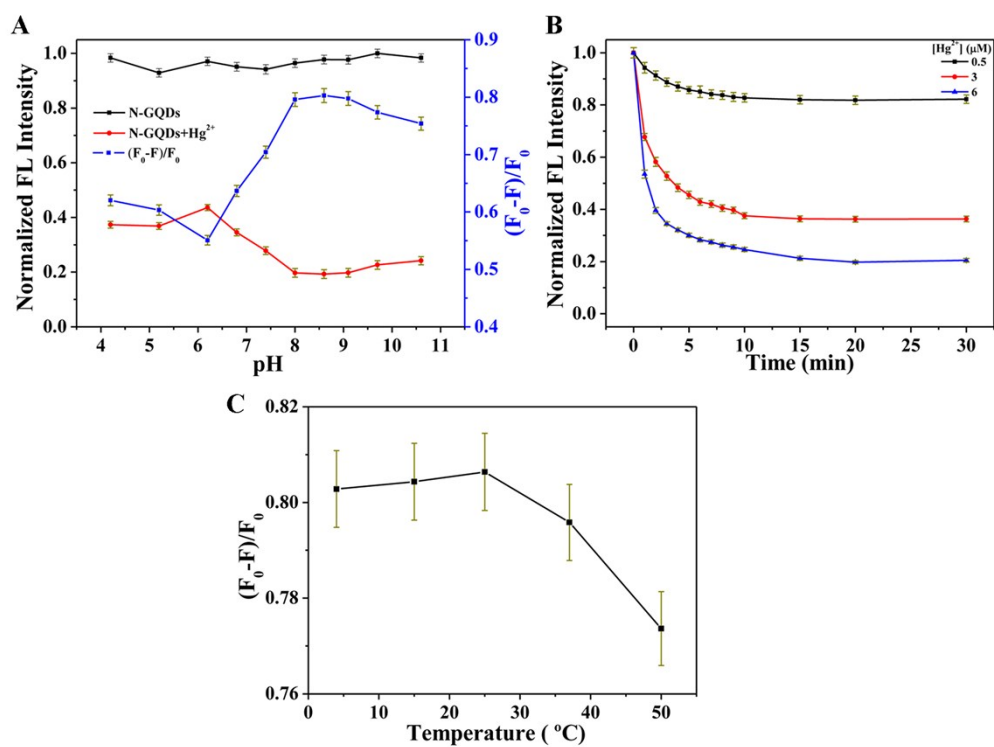 A
1.0
0.8
0.6
0.4
0.2
0.0
Normalized FL Intensity
N-GQDs
N-GQDs+Hg²⁺
(F₀-F)/F₀
0.9
0.8
0.7
0.6
0.5
0.4
(F₀-F)/F₀
4 5 6 7 8 9 10 11
pH
B
1.0
0.8
0.6
0.4
0.2
0.0
Normalized FL Intensity
[Hg²⁺] (μM)
0.5
3
6
0 5 10 15 20 25 30
Time (min)
C
0.82
0.80
0.78
0.76
(F₀-F)/F₀
0 10 20 30 40 50
Temperature ( ºC)